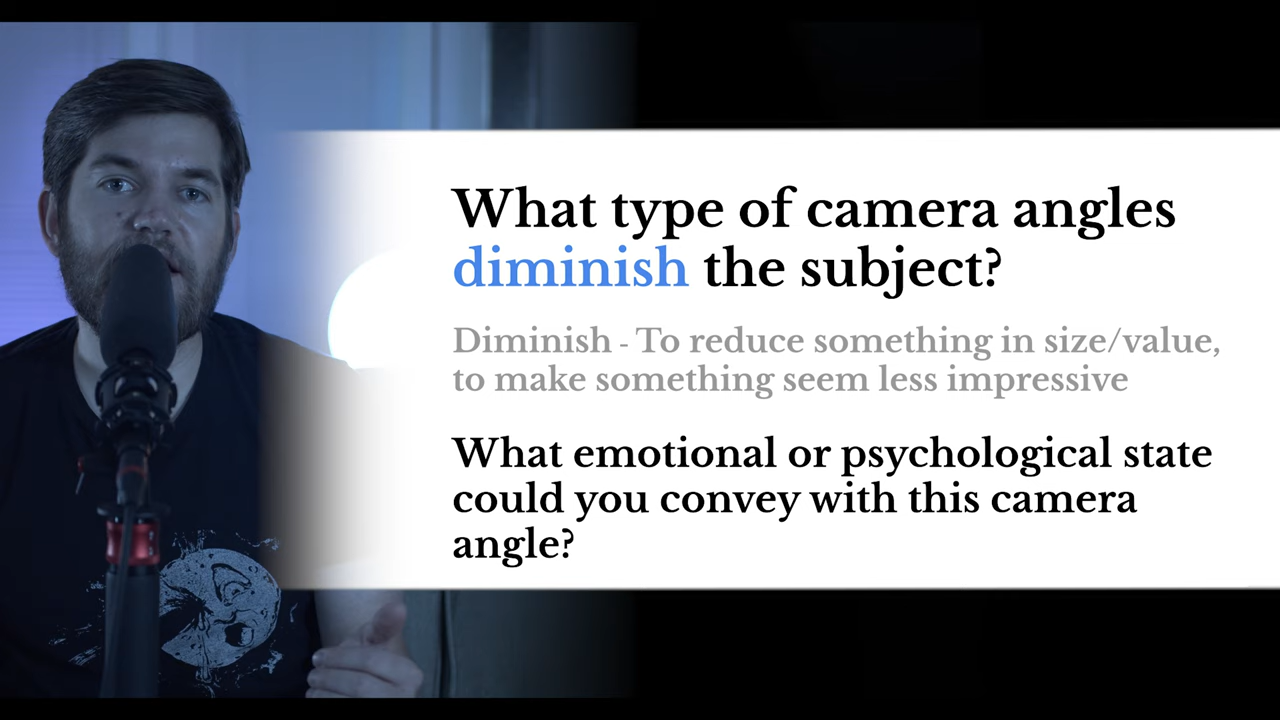 What type of camera angles
diminish the subject?
Diminish - To reduce something in size/value,
to make something seem less impressive
What emotional or psychological state
could you convey with this camera
angle?